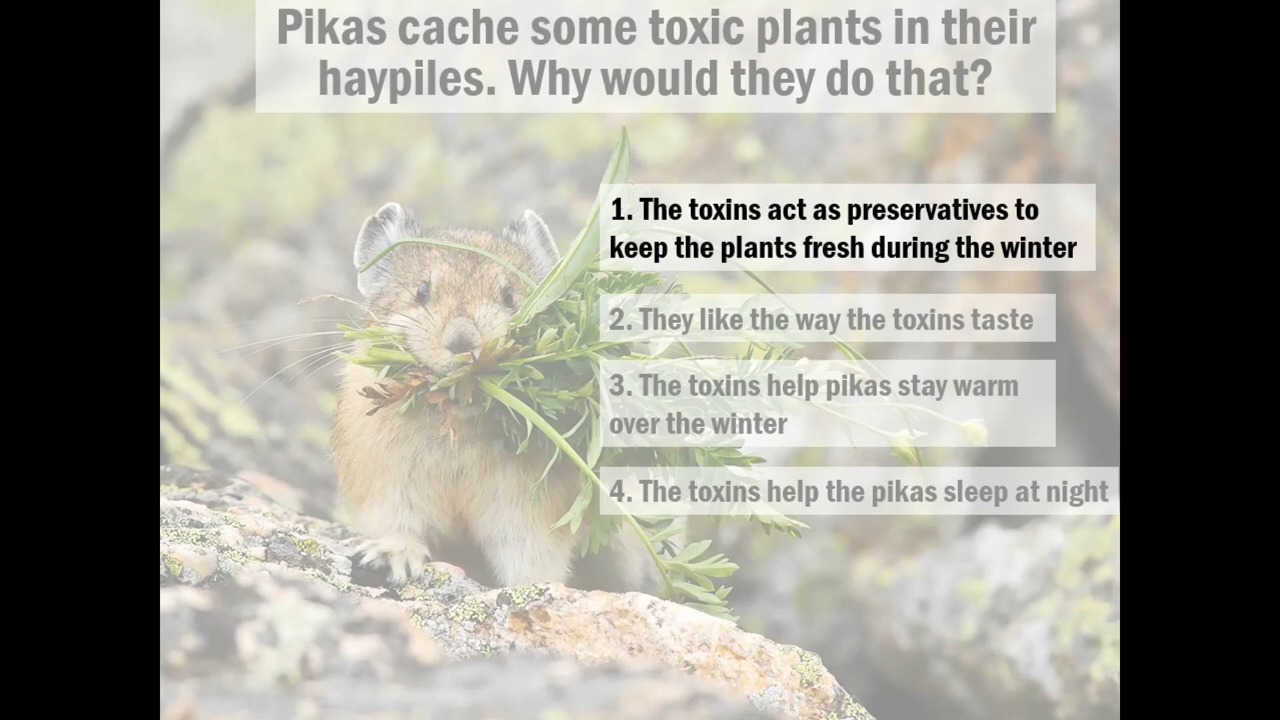 Pikas cache some toxic plants in their
haypiles. Why would they do that?
1. The toxins act as preservatives to
keep the plants fresh during the winter
2. They like the way the toxins taste
3. The toxins help pikas stay warm
over the winter
4. The toxins help the pikas sleep at night